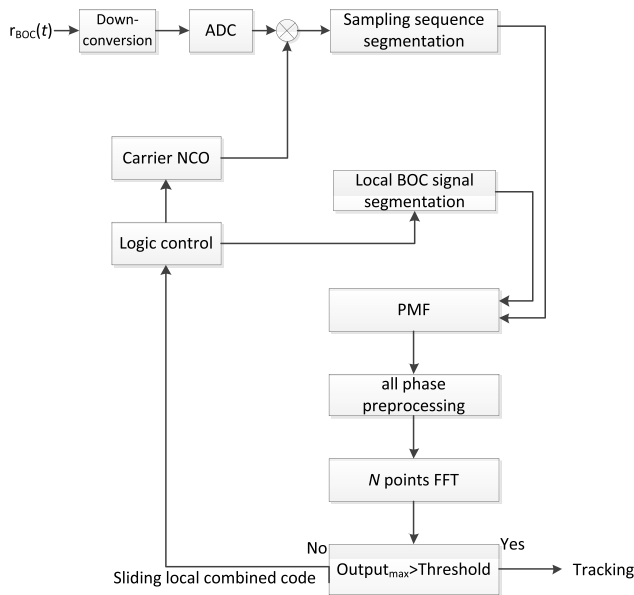 r_BOC(t)
Down-
conversion
ADC
Sampling sequence
segmentation
Carrier NCO
Local BOC signal
segmentation
Logic control
PMF
all phase
preprocessing
N points FFT
No
Yes
Output_max>Threshold
Tracking
Sliding local combined code